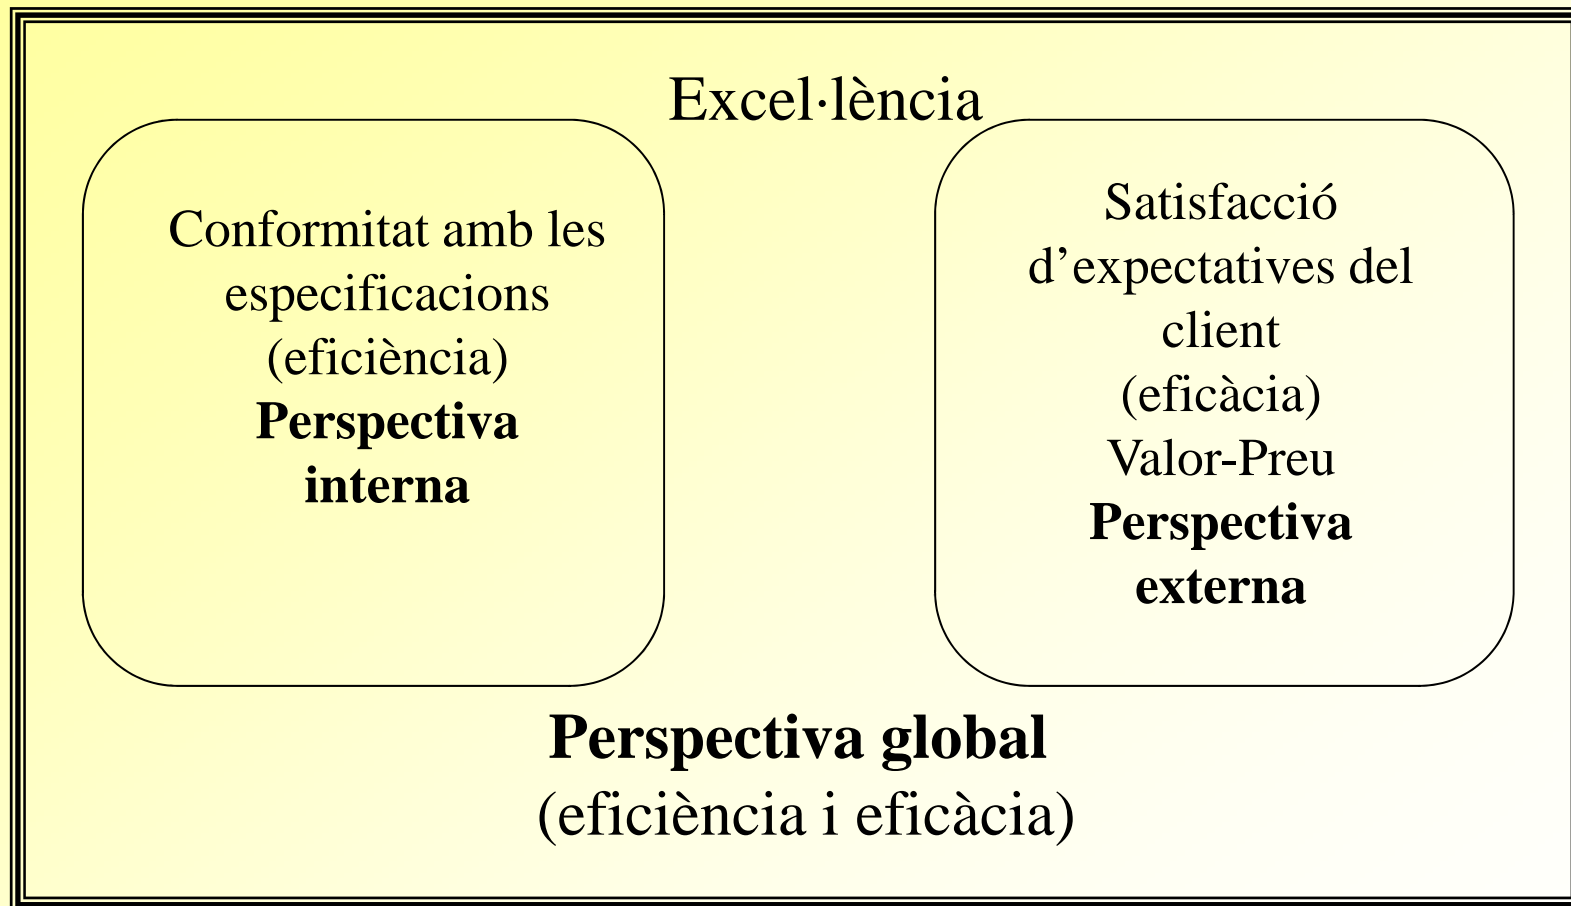 Excel·lència
Conformitat amb les
especificacions
(eficiència)
Perspectiva
interna
Satisfacció
d’expectatives del
client
(eficàcia)
Valor-Preu
Perspectiva
externa
Perspectiva global
(eficiència i eficàcia)